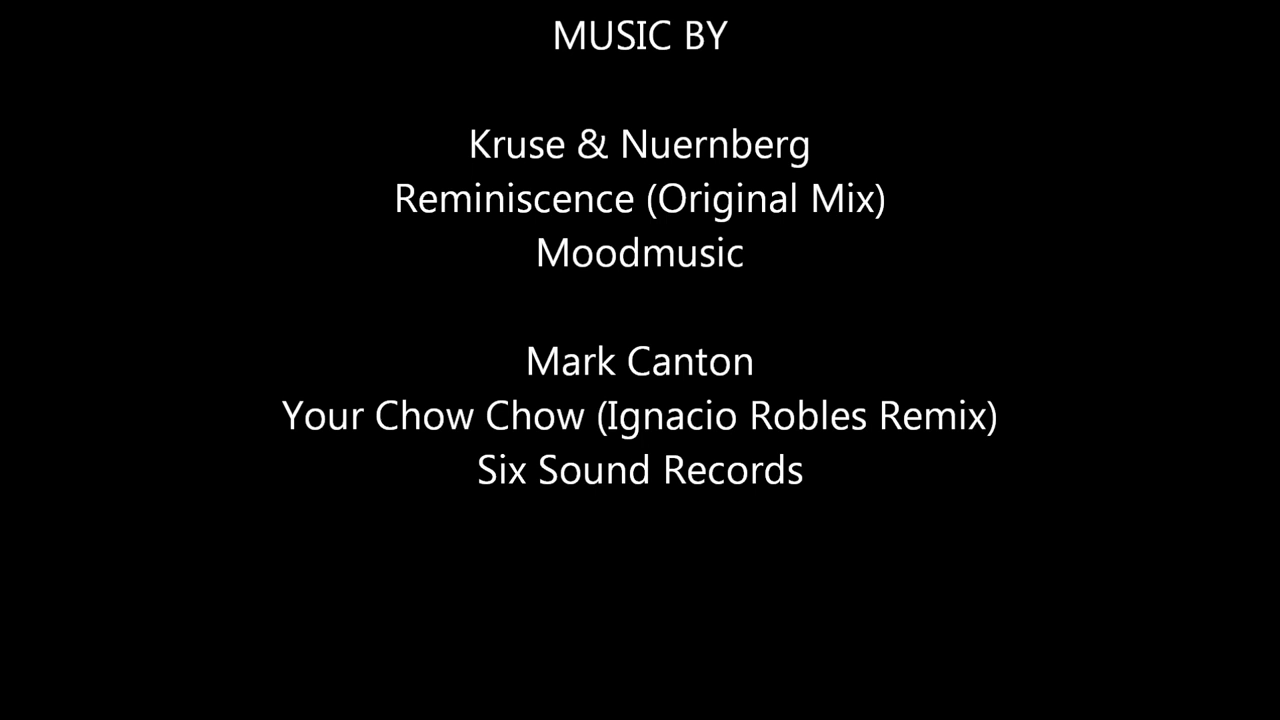 MUSIC BY
Kruse & Nuernberg
Reminiscence (Original Mix)
Moodmusic
Mark Canton
Your Chow Chow (Ignacio Robles Remix)
Six Sound Records